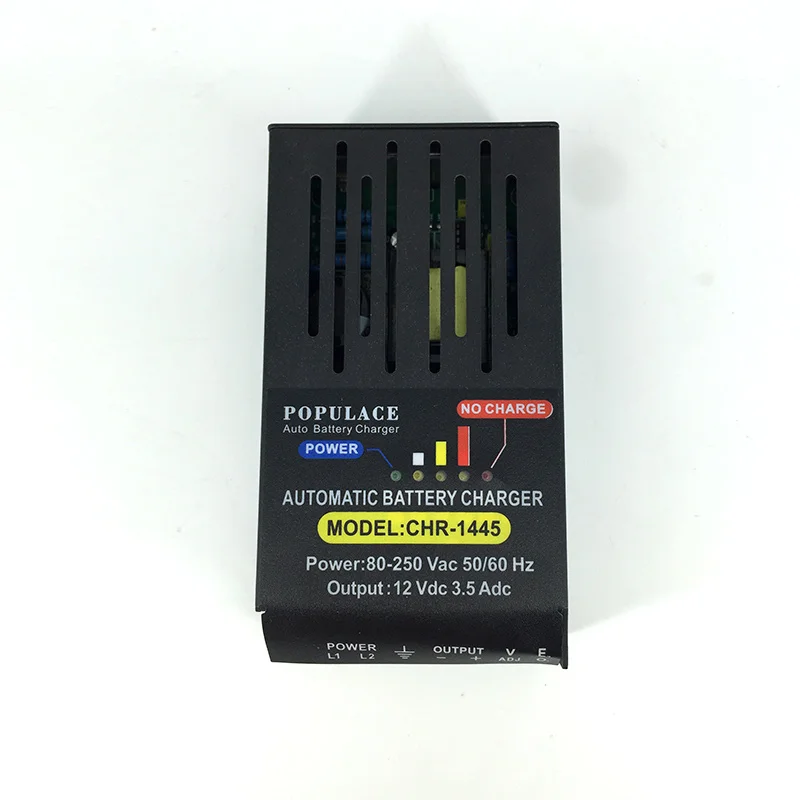 POPULACE
Auto Battery Charger
NO CHARGE
POWER
AUTOMATIC BATTERY CHARGER
MODEL:CHR-1445
Power:80-250 Vac 50/60 Hz
Output:12 Vdc 3.5 Adc
POWER OUTPUT V F
L1 L2 - + ADJ